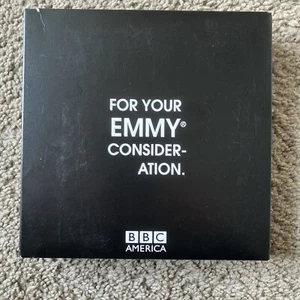 FOR YOUR
EMMY®
CONSIDER-
ATION.
BBC
AMERICA